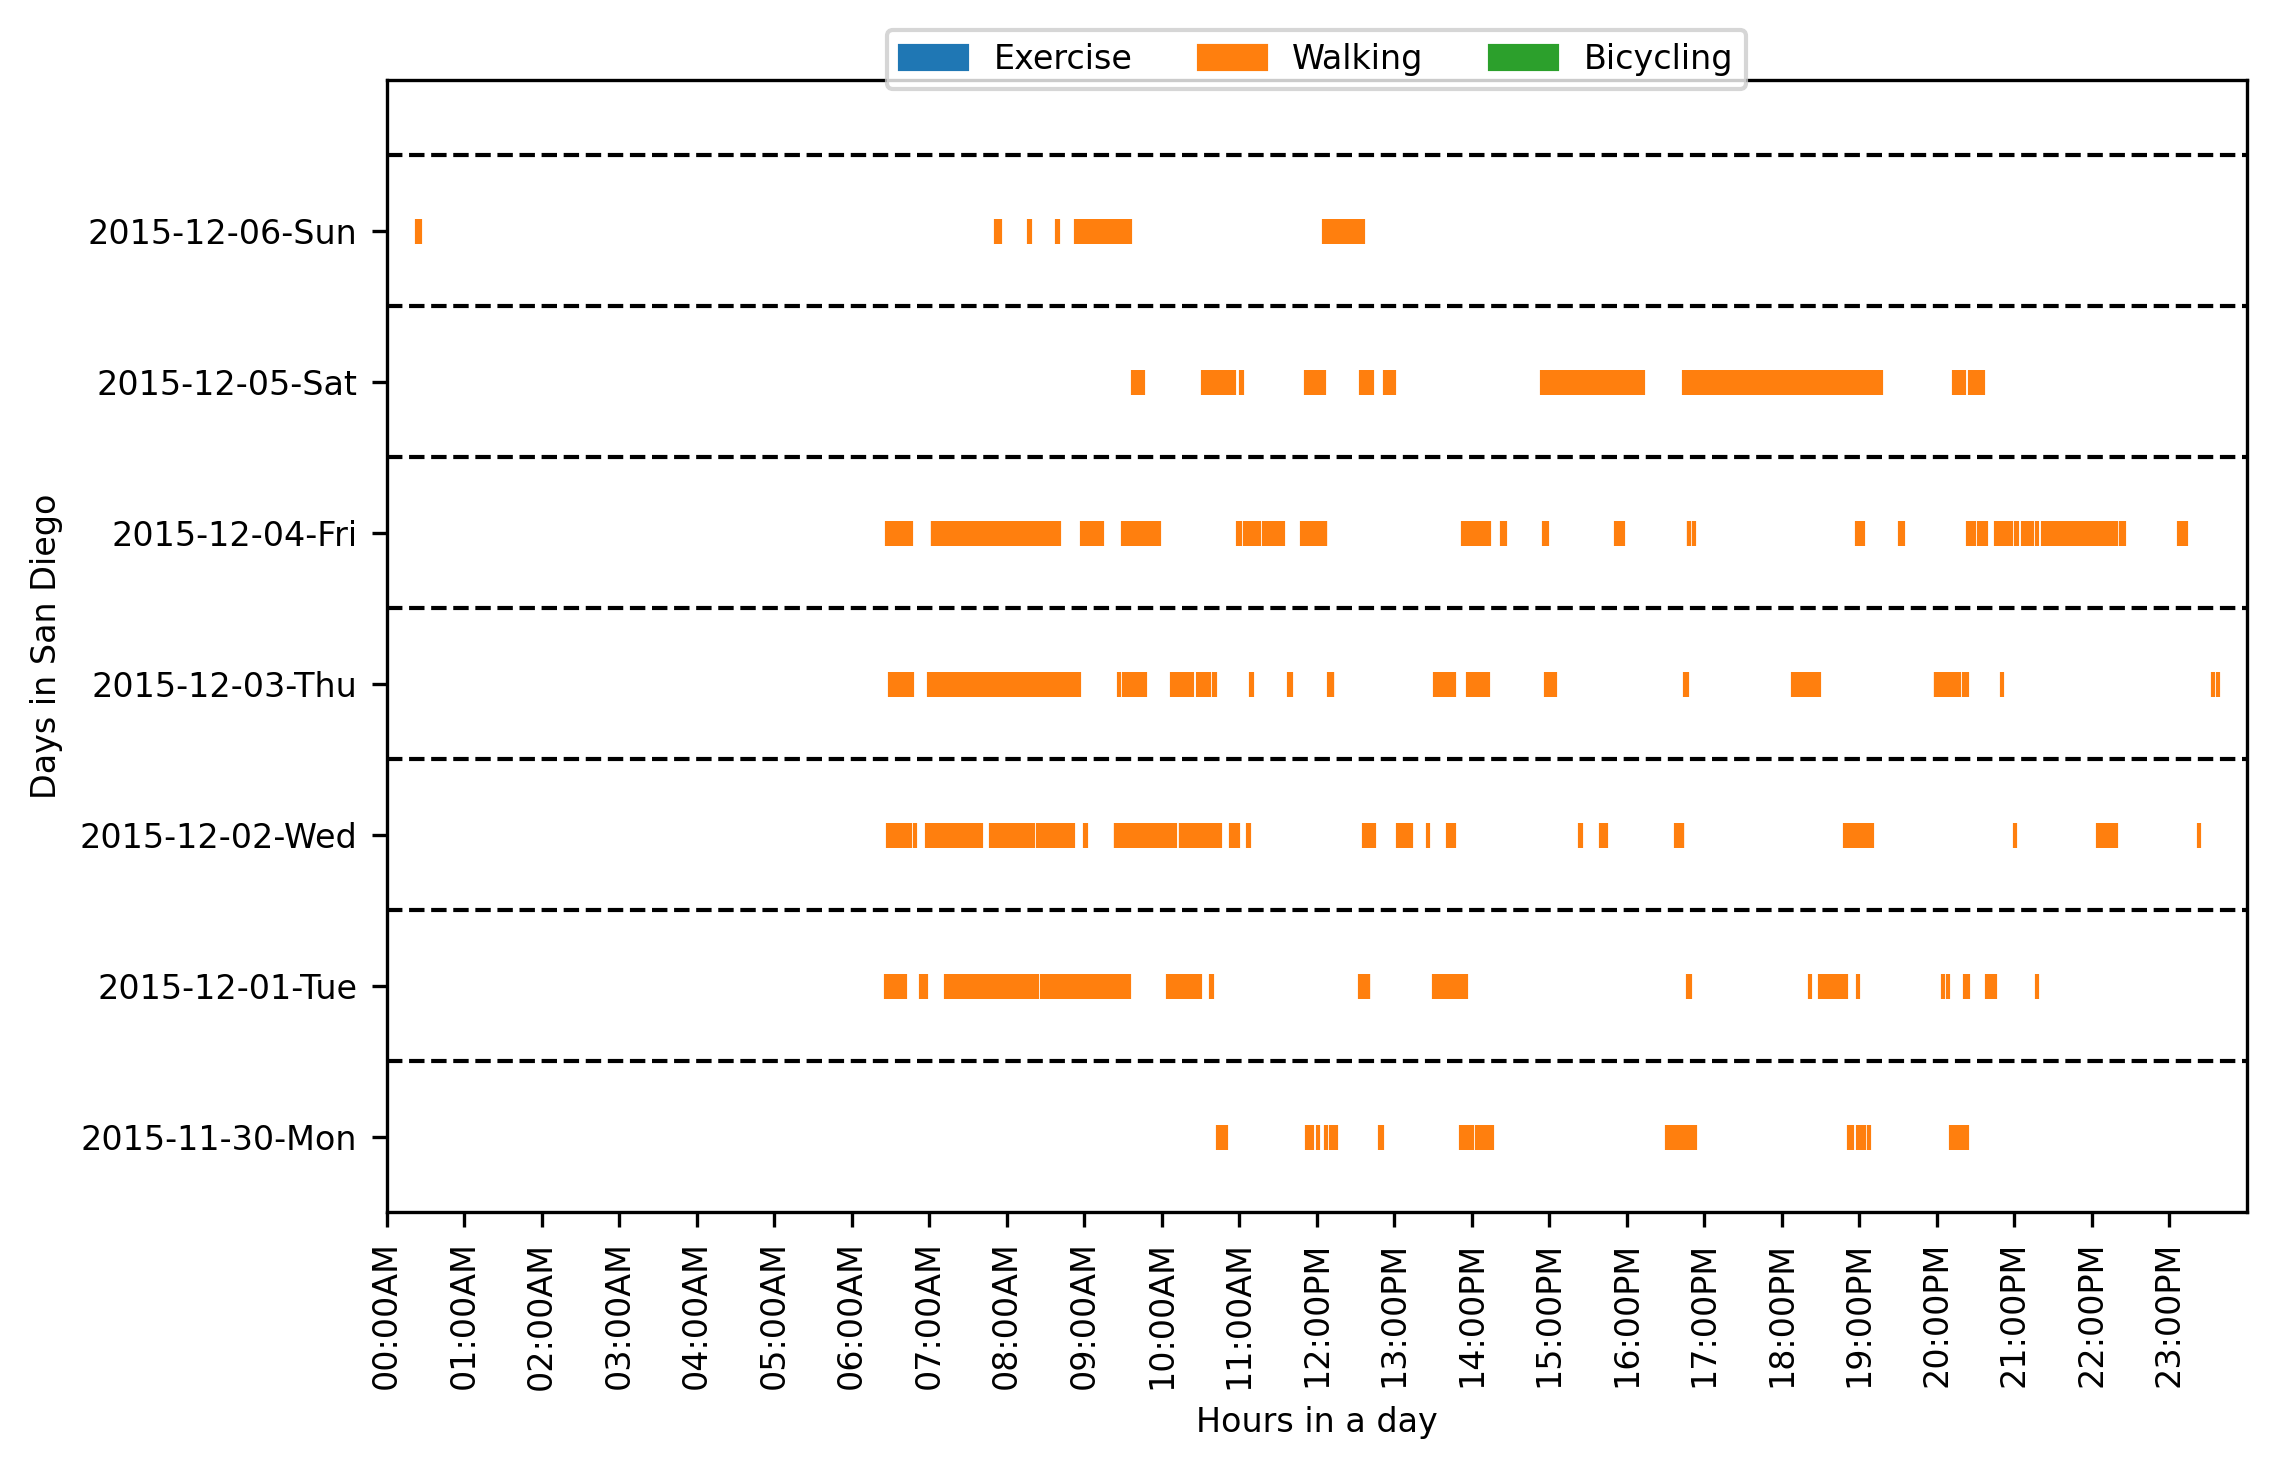 Exercise Walking Bicycling
2015-12-06-Sun
2015-12-05-Sat
2015-12-04-Fri
2015-12-03-Thu
2015-12-02-Wed
2015-12-01-Tue
2015-11-30-Mon
Days in San Diego
00:00AM
01:00AM
02:00AM
03:00AM
04:00AM
05:00AM
06:00AM
07:00AM
08:00AM
09:00AM
10:00AM
11:00AM
12:00PM
13:00PM
14:00PM
15:00PM
16:00PM
17:00PM
18:00PM
19:00PM
20:00PM
21:00PM
22:00PM
23:00PM
Hours in a day